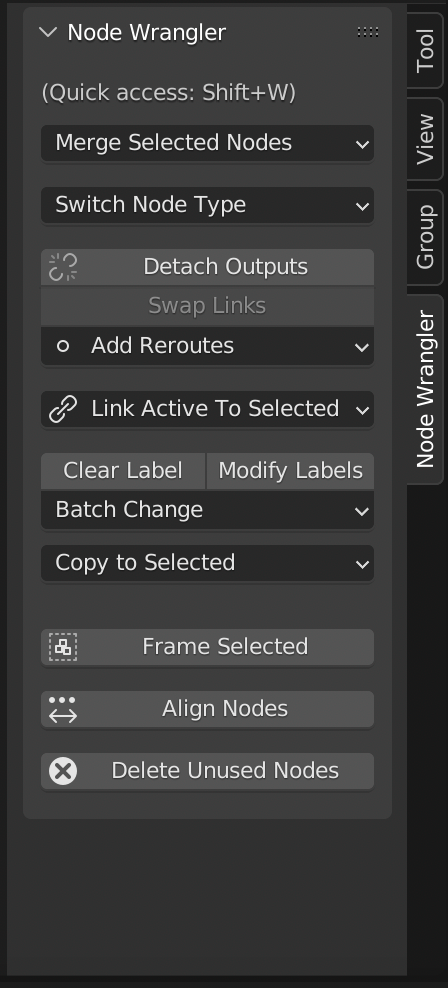 Node Wrangler
(Quick access: Shift+W)
Merge Selected Nodes
Switch Node Type
Detach Outputs
Swap Links
Add Reroutes
Link Active To Selected
Clear Label
Modify Labels
Batch Change
Copy to Selected
Frame Selected
Align Nodes
Delete Unused Nodes
Tool
View
Group
Node Wrangler